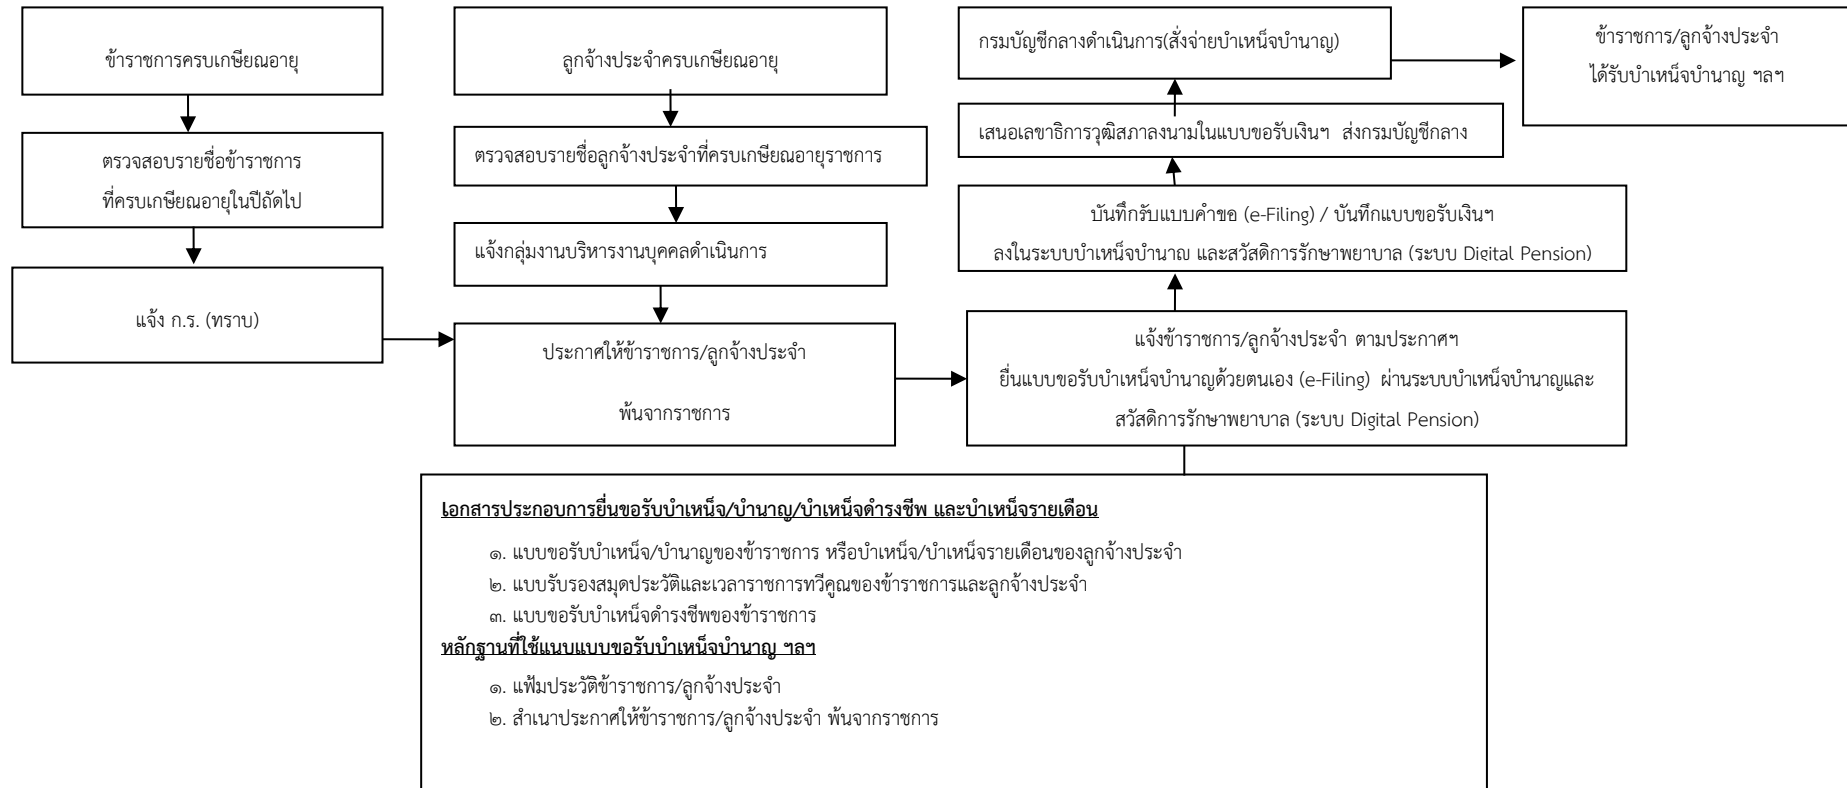 ข้าราชการครบเกษียณอายุ
ตรวจสอบรายชื่อข้าราชการ
ที่ครบเกษียณอายุในปีถัดไป
แจ้ง ก.ร. (ทราบ)
ลูกจ้างประจำครบเกษียณอายุ
ตรวจสอบรายชื่อลูกจ้างประจำที่ครบเกษียณอายุราชการ
แจ้งกลุ่มงานบริหารงานบุคคลดำเนินการ
ประกาศให้ข้าราชการ/ลูกจ้างประจำ
พ้นจากราชการ
แจ้งข้าราชการ/ลูกจ้างประจำ ตามประกาศฯ
ยื่นแบบขอรับบำเหน็จบำนาญด้วยตนเอง (e-Filing) ผ่านระบบบำเหน็จบำนาญและ
สวัสดิการรักษาพยาบาล (ระบบ Digital Pension)
บันทึกรับแบบคำขอ (e-Filing) / บันทึกแบบขอรับเงินฯ
ลงในระบบบำเหน็จบำนาญ และสวัสดิการรักษาพยาบาล (ระบบ Digital Pension)
เสนอเลขาธิการวุฒิสภาลงนามในแบบขอรับเงินฯ ส่งกรมบัญชีกลาง
กรมบัญชีกลางดำเนินการ(สั่งจ่ายบำเหน็จบำนาญ)
ข้าราชการ/ลูกจ้างประจำ
ได้รับบำเหน็จบำนาญ ฯลฯ
เอกสารประกอบการยื่นขอรับบำเหน็จ/บำนาญ/บำเหน็จดำรงชีพ และบำเหน็จรายเดือน
๑. แบบขอรับบำเหน็จ/บำนาญของข้าราชการ หรือบำเหน็จ/บำเหน็จรายเดือนของลูกจ้างประจำ
๒. แบบรับรองสมุดประวัติและเวลาราชการทวีคูณของข้าราชการและลูกจ้างประจำ
๓. แบบขอรับบำเหน็จดำรงชีพของข้าราชการ
หลักฐานที่ใช้แนบแบบขอรับบำเหน็จบำนาญ ฯลฯ
๑. แฟ้มประวัติข้าราชการ/ลูกจ้างประจำ
๒. สำเนาประกาศให้ข้าราชการ/ลูกจ้างประจำ พ้นจากราชการ